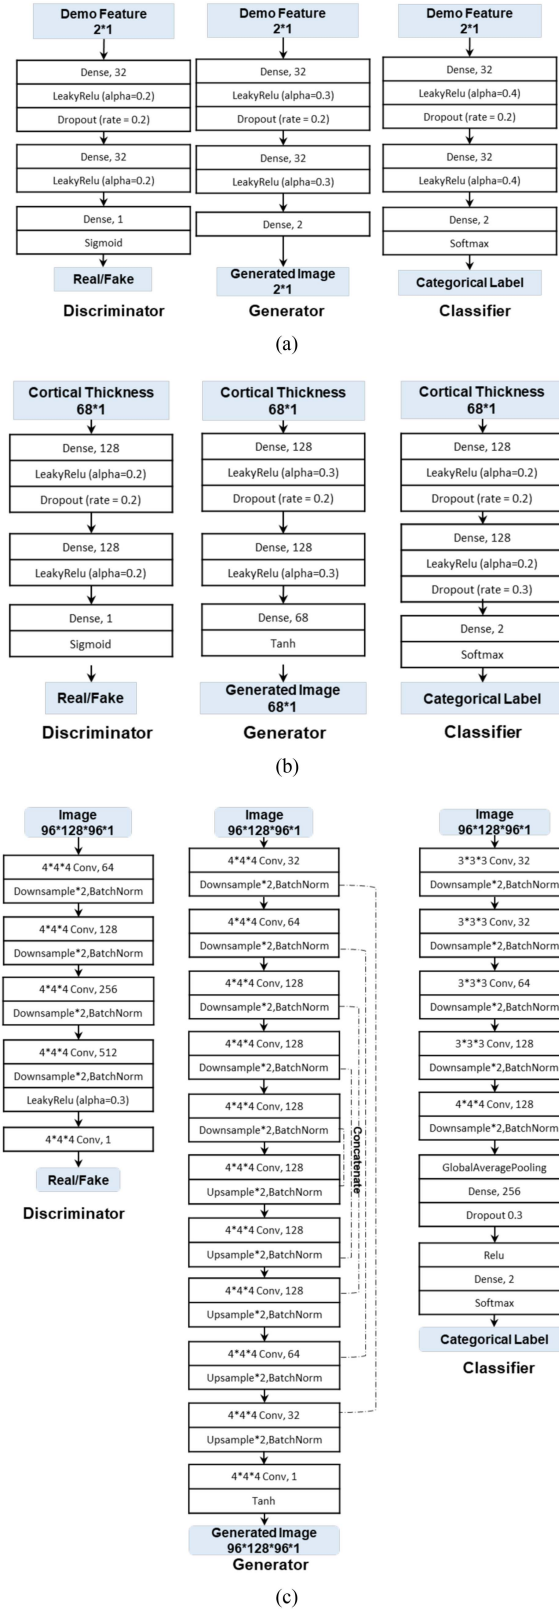 Demo Feature
2*1
Dense, 32
LeakyRelu (alpha=0.2)
Dropout (rate = 0.2)
Dense, 32
LeakyRelu (alpha=0.2)
Dense, 1
Sigmoid
Real/Fake
Discriminator
Demo Feature
2*1
Dense, 32
LeakyRelu (alpha=0.3)
Dropout (rate = 0.2)
Dense, 32
LeakyRelu (alpha=0.3)
Dense, 2
Generated Image
2*1
Generator
Demo Feature
2*1
Dense, 32
LeakyRelu (alpha=0.4)
Dropout (rate = 0.2)
Dense, 32
LeakyRelu (alpha=0.4)
Dense, 2
Softmax
Categorical Label
Classifier
(a)
Cortical Thickness
68*1
Dense, 128
LeakyRelu (alpha=0.2)
Dropout (rate = 0.2)
Dense, 128
LeakyRelu (alpha=0.2)
Dense, 1
Sigmoid
Real/Fake
Discriminator
Cortical Thickness
68*1
Dense, 128
LeakyRelu (alpha=0.3)
Dropout (rate = 0.2)
Dense, 128
LeakyRelu (alpha=0.3)
Dense, 68
Tanh
Generated Image
68*1
Generator
Cortical Thickness
68*1
Dense, 128
LeakyRelu (alpha=0.2)
Dropout (rate = 0.2)
Dense, 128
LeakyRelu (alpha=0.2)
Dropout (rate = 0.3)
Dense, 2
Softmax
Categorical Label
Classifier
(b)
Image
96*128*96*1
4*4*4 Conv, 64
Downsample*2,BatchNorm
4*4*4 Conv, 128
Downsample*2,BatchNorm
4*4*4 Conv, 256
Downsample*2,BatchNorm
4*4*4 Conv, 512
Downsample*2,BatchNorm
LeakyRelu (alpha=0.3)
4*4*4 Conv, 1
Real/Fake
Discriminator
Image
96*128*96*1
4*4*4 Conv, 32
Downsample*2,BatchNorm
4*4*4 Conv, 64
Downsample*2,BatchNorm
4*4*4 Conv, 128
Downsample*2,BatchNorm
4*4*4 Conv, 128
Downsample*2,BatchNorm
4*4*4 Conv, 128
Downsample*2,BatchNorm
4*4*4 Conv, 128
Upsample*2,BatchNorm
4*4*4 Conv, 128
Upsample*2,BatchNorm
4*4*4 Conv, 128
Upsample*2,BatchNorm
4*4*4 Conv, 64
Upsample*2,BatchNorm
4*4*4 Conv, 32
Upsample*2,BatchNorm
4*4*4 Conv, 1
Tanh
Generated Image
96*128*96*1
Generator
Concatenate
Image
96*128*96*1
3*3*3 Conv, 32
Downsample*2,BatchNorm
3*3*3 Conv, 32
Downsample*2,BatchNorm
3*3*3 Conv, 64
Downsample*2,BatchNorm
3*3*3 Conv, 128
Downsample*2,BatchNorm
4*4*4 Conv, 128
Downsample*2,BatchNorm
GlobalAveragePooling
Dense, 256
Dropout 0.3
Relu
Dense, 2
Softmax
Categorical Label
Classifier
(c)